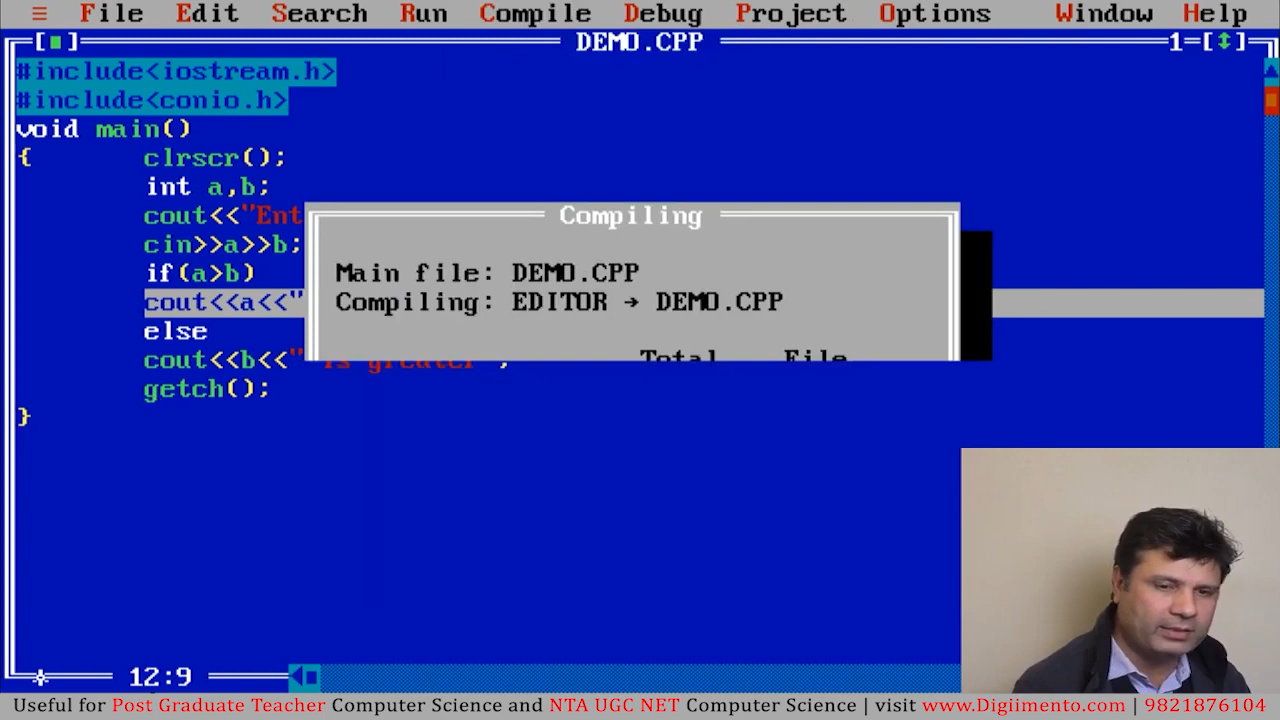 ≡ File Edit Search Run Compile Debug Project Options Window Help
[■] DEMO.CPP 1=[↕]
#include<iostream.h>
#include<conio.h>
void main()
{ clrscr();
int a,b;
cout<<"Ent
Compiling
cin>>a>>b;
if(a>b)
Main file: DEMO.CPP
cout<<a<<"
Compiling: EDITOR → DEMO.CPP
else
Total File
cout<<b<<" is greater ";
getch();
}
12:9
Useful for Post Graduate Teacher Computer Science and NTA UGC NET Computer Science | visit www.Digiimento.com | 9821876104